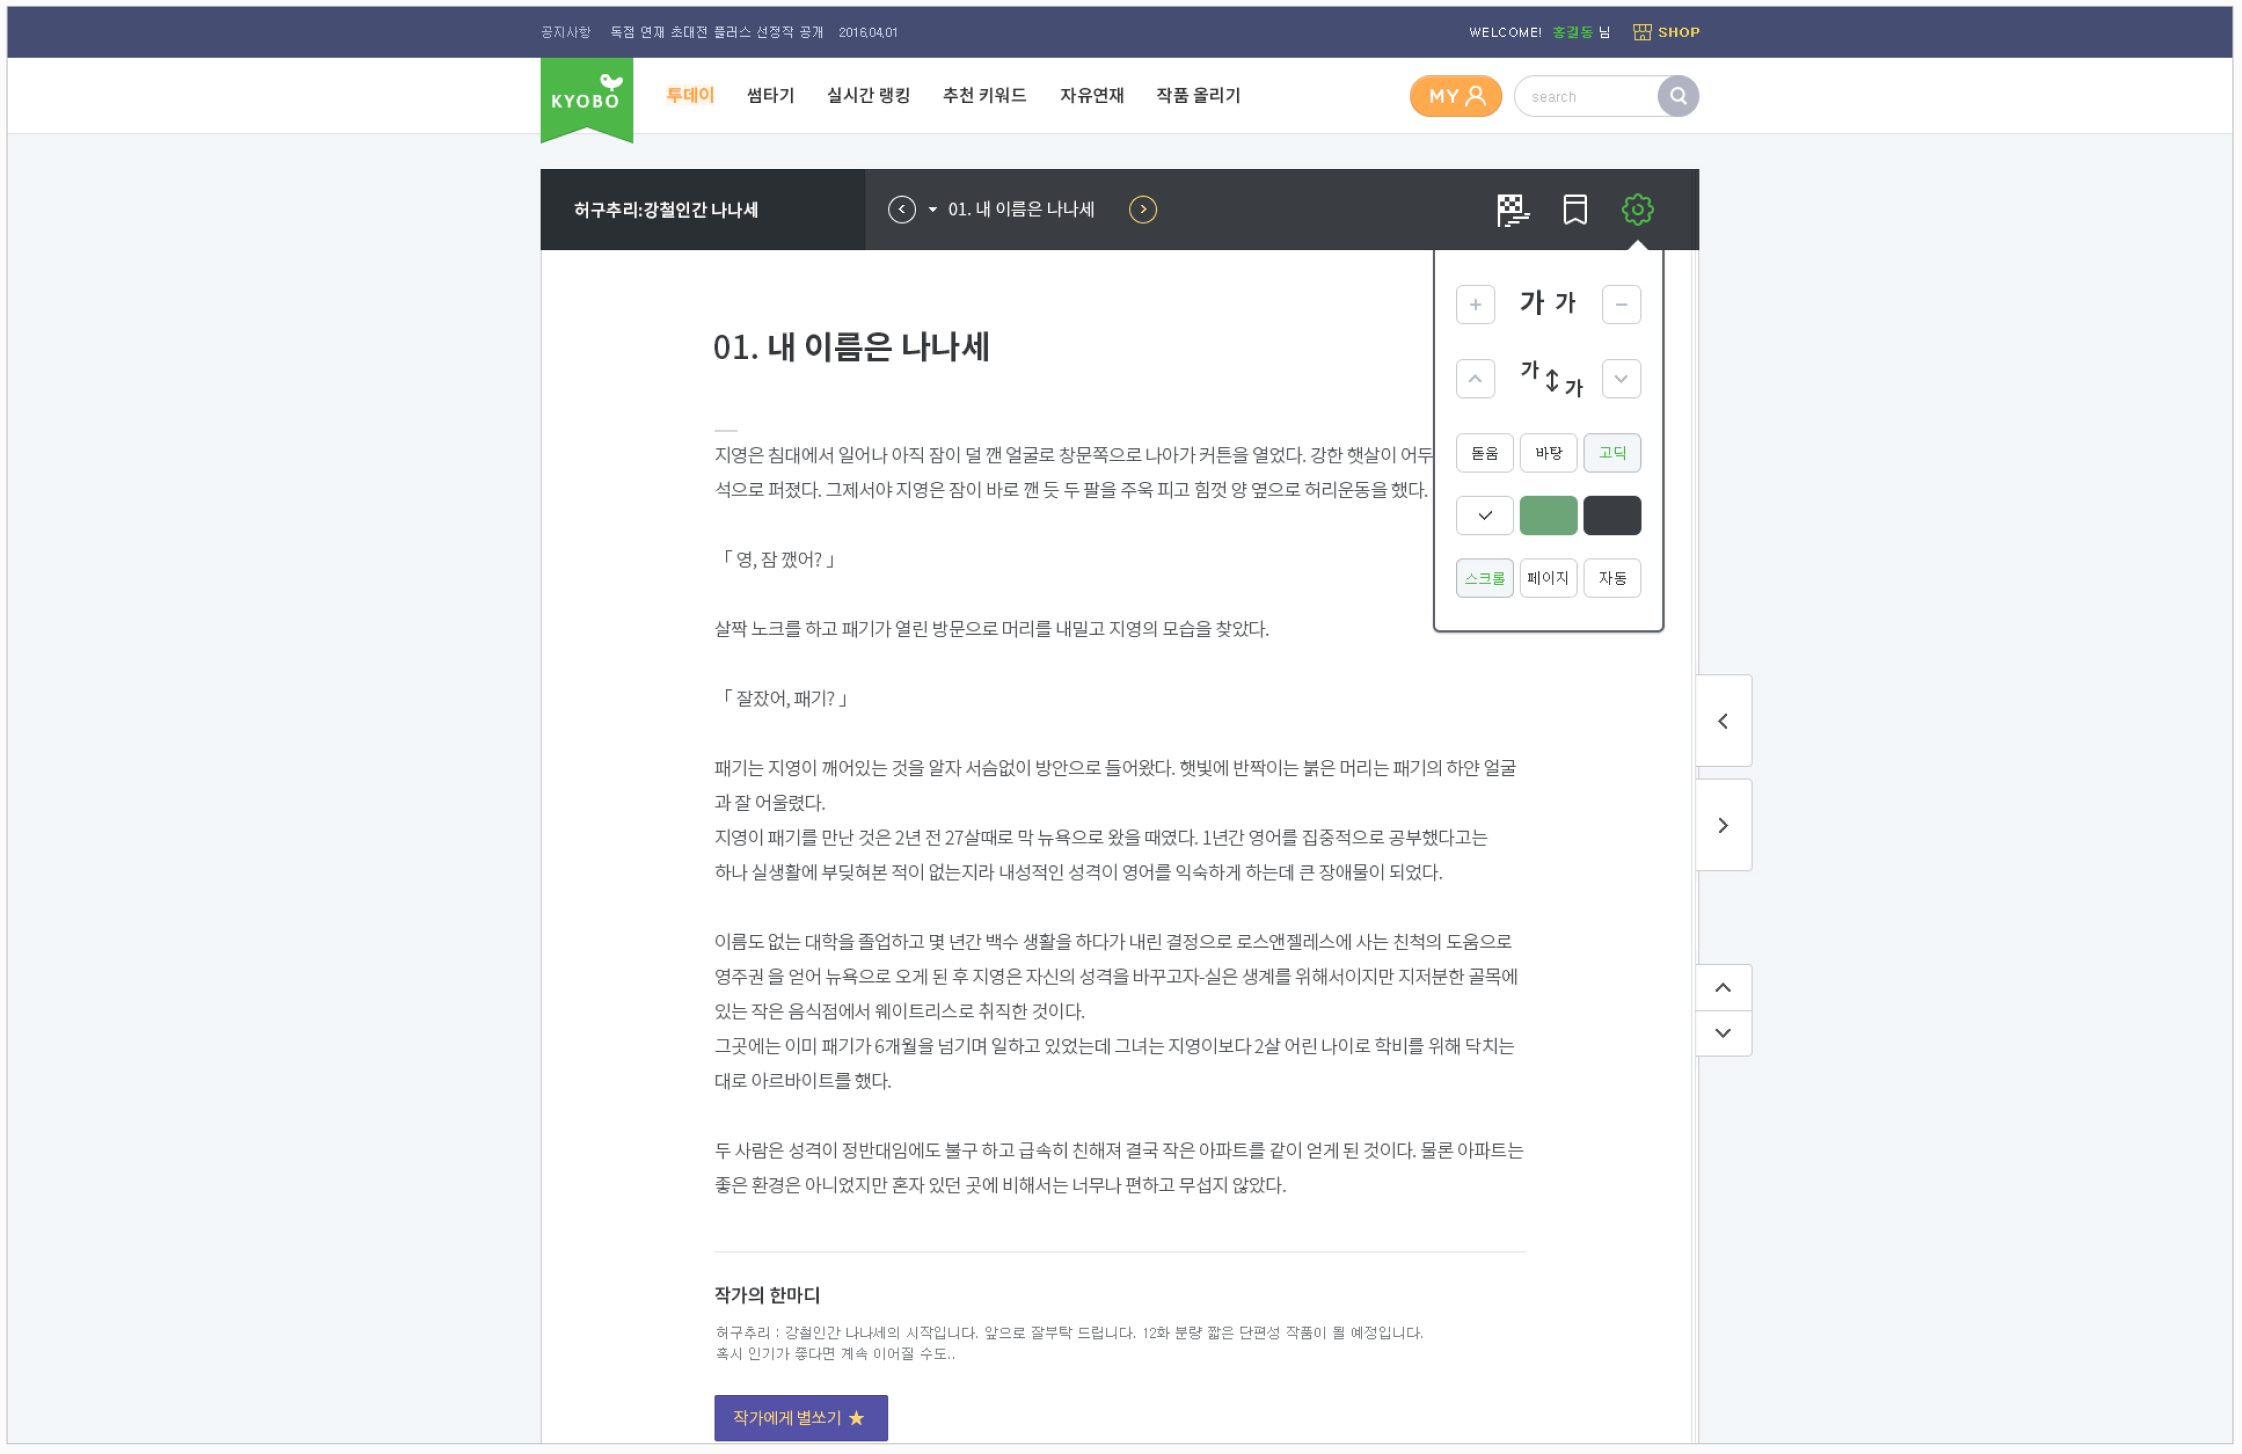 공지사항 독점 연재 초대전 플러스 선정작 공개 2016.04.01
WELCOME! 홍길동 님 SHOP
KYOBO
투데이 썸타기 실시간 랭킹 추천 키워드 자유연재 작품 올리기
MY
search
허구추리:강철인간 나나세
01. 내 이름은 나나세
가 가
가 가
돋움 바탕 고딕
스크롤 페이지 자동
01. 내 이름은 나나세
지영은 침대에서 일어나 아직 잠이 덜 깬 얼굴로 창문쪽으로 나아가 커튼을 열었다. 강한 햇살이 어두
석으로 퍼졌다. 그제서야 지영은 잠이 바로 깬 듯 두 팔을 주욱 피고 힘껏 양 옆으로 허리운동을 했다.
「 영, 잠 깼어? 」
살짝 노크를 하고 패기가 열린 방문으로 머리를 내밀고 지영의 모습을 찾았다.
「 잘잤어, 패기? 」
패기는 지영이 깨어있는 것을 알자 서슴없이 방안으로 들어왔다. 햇빛에 반짝이는 붉은 머리는 패기의 하얀 얼굴
과 잘 어울렸다.
지영이 패기를 만난 것은 2년 전 27살때로 막 뉴욕으로 왔을 때였다. 1년간 영어를 집중적으로 공부했다고는
하나 실생활에 부딪혀본 적이 없는지라 내성적인 성격이 영어를 익숙하게 하는데 큰 장애물이 되었다.
이름도 없는 대학을 졸업하고 몇 년간 백수 생활을 하다가 내린 결정으로 로스앤젤레스에 사는 친척의 도움으로
영주권 을 얻어 뉴욕으로 오게 된 후 지영은 자신의 성격을 바꾸고자-실은 생계를 위해서이지만 지저분한 골목에
있는 작은 음식점에서 웨이트리스로 취직한 것이다.
그곳에는 이미 패기가 6개월을 넘기며 일하고 있었는데 그녀는 지영이보다 2살 어린 나이로 학비를 위해 닥치는
대로 아르바이트를 했다.
두 사람은 성격이 정반대임에도 불구 하고 급속히 친해져 결국 작은 아파트를 같이 얻게 된 것이다. 물론 아파트는
좋은 환경은 아니었지만 혼자 있던 곳에 비해서는 너무나 편하고 무섭지 않았다.
작가의 한마디
허구추리 : 강철인간 나나세의 시작입니다. 앞으로 잘부탁 드립니다. 12화 분량 짧은 단편성 작품이 될 예정입니다.
혹시 인기가 좋다면 계속 이어질 수도..
작가에게 별쏘기 ★